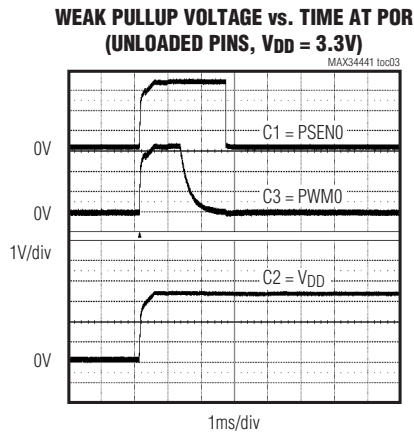 WEAK PULLUP VOLTAGE vs. TIME AT POR
(UNLOADED PINS, VDD = 3.3V)
MAX34441 toc03
C1 = PSEN0
0V
C3 = PWM0
0V
1V/div
C2 = VDD
0V
1ms/div